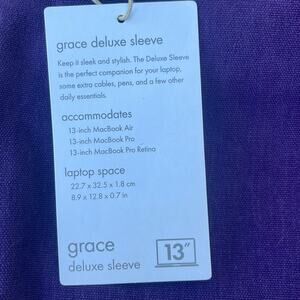 grace deluxe sleeve
Keep it sleek and stylish. The Deluxe Sleeve
is the perfect companion for your laptop,
some extra cables, pens, and a few other
daily essentials.
accommodates
13-inch MacBook Air
13-inch MacBook Pro
13-inch MacBook Pro Retina
laptop space
22.7 x 32.5 x 1.8 cm
8.9 x 12.8 x 0.7 in
grace
deluxe sleeve
13"